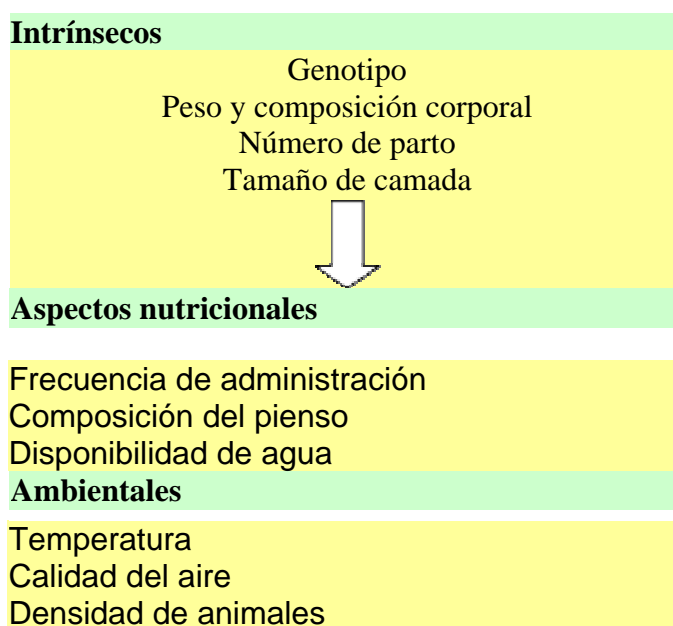 Intrínsecos
Genotipo
Peso y composición corporal
Número de parto
Tamaño de camada
Aspectos nutricionales
Frecuencia de administración
Composición del pienso
Disponibilidad de agua
Ambientales
Temperatura
Calidad del aire
Densidad de animales